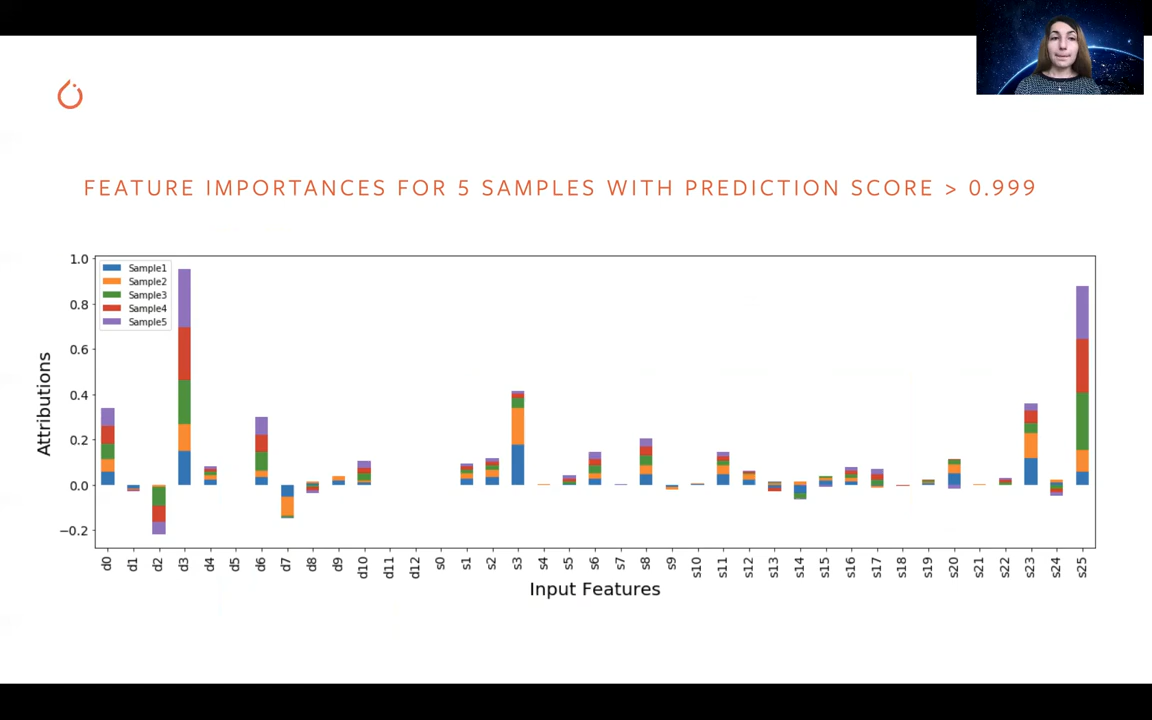 FEATURE IMPORTANCES FOR 5 SAMPLES WITH PREDICTION SCORE > 0.999
1.0
0.8
0.6
0.4
0.2
0.0
−0.2
Attributions
Sample1
Sample2
Sample3
Sample4
Sample5
d0 d1 d2 d3 d4 d5 d6 d7 d8 d9 d10 d11 d12 s0 s1 s2 s3 s4 s5 s6 s7 s8 s9 s10 s11 s12 s13 s14 s15 s16 s17 s18 s19 s20 s21 s22 s23 s24 s25
Input Features